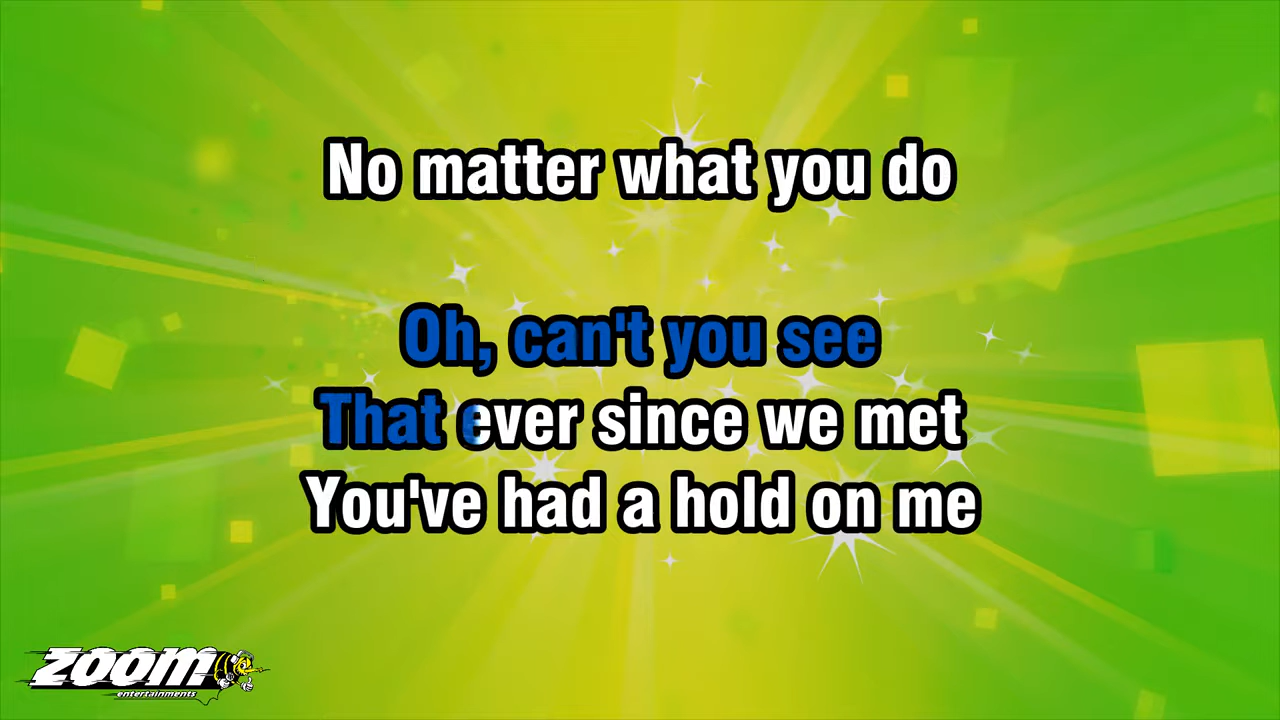 No matter what you do
Oh, can't you see
That ever since we met
You've had a hold on me
zoom
entertainments